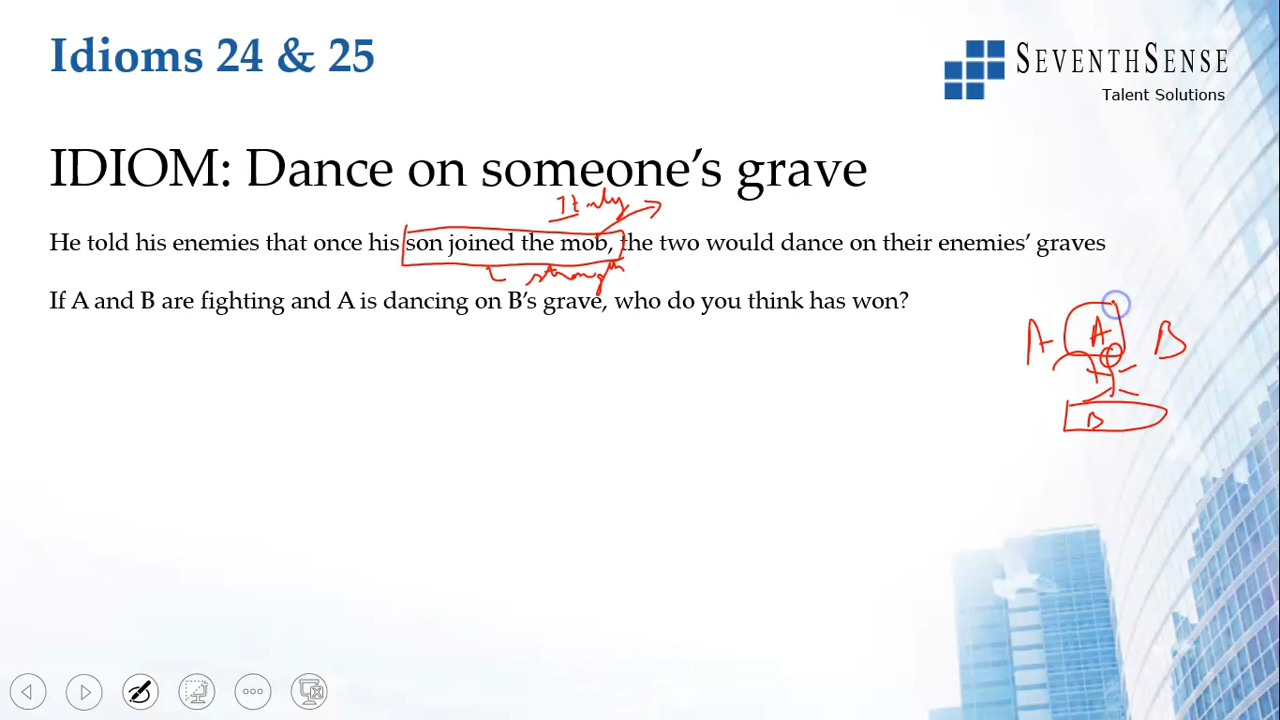 Idioms 24 & 25
SEVENTHSENSE
Talent Solutions
IDIOM: Dance on someone’s grave
Italy
He told his enemies that once his son joined the mob, the two would dance on their enemies’ graves
strength
If A and B are fighting and A is dancing on B’s grave, who do you think has won?
A A B
B